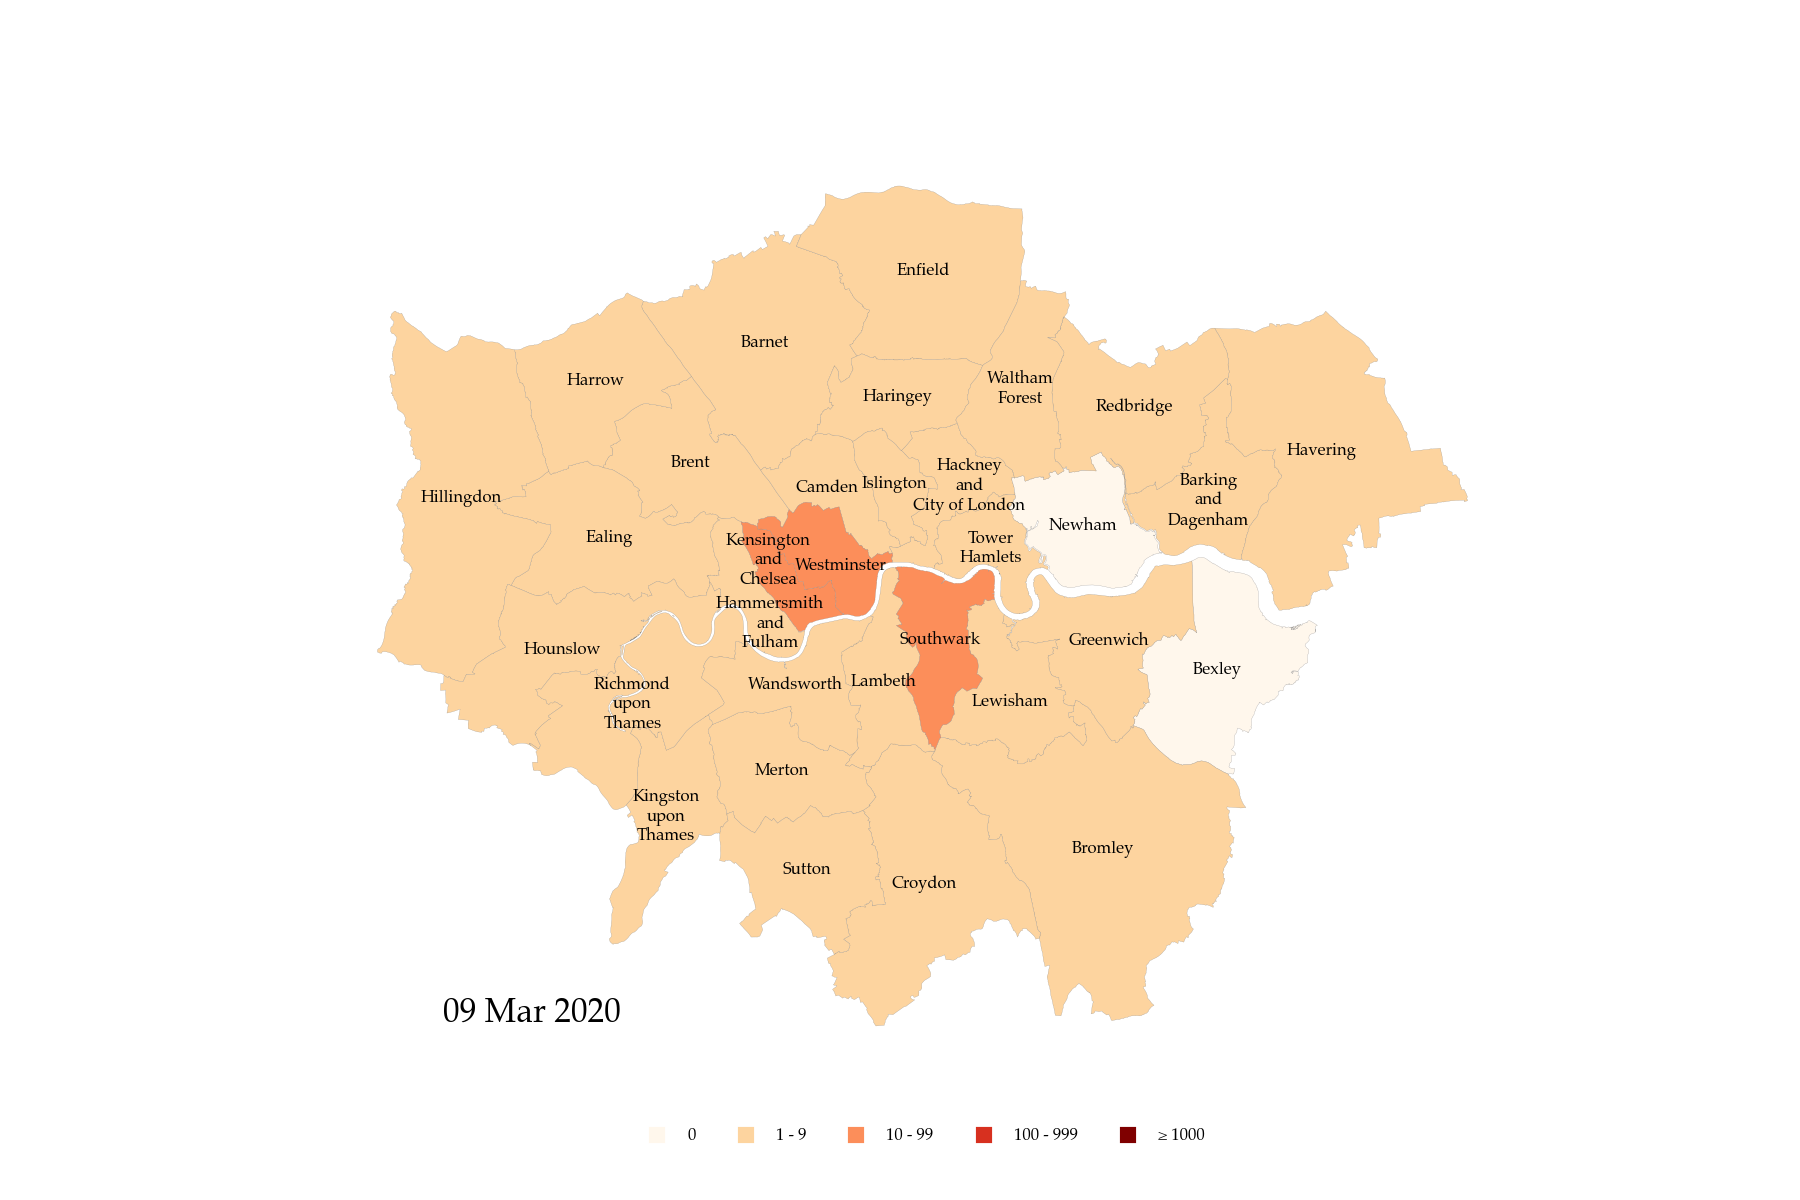 Enfield
Barnet
Harrow
Waltham
Forest
Haringey
Redbridge
Havering
Brent
Hackney
and
City of London
Islington
Camden
Hillingdon
Barking
and
Dagenham
Newham
Ealing
Kensington
and
Chelsea
Westminster
Tower
Hamlets
Hammersmith
and
Fulham
Southwark
Greenwich
Hounslow
Bexley
Richmond
upon
Thames
Wandsworth
Lambeth
Lewisham
Merton
Kingston
upon
Thames
Bromley
Sutton
Croydon
09 Mar 2020
0
1 - 9
10 - 99
100 - 999
≥ 1000